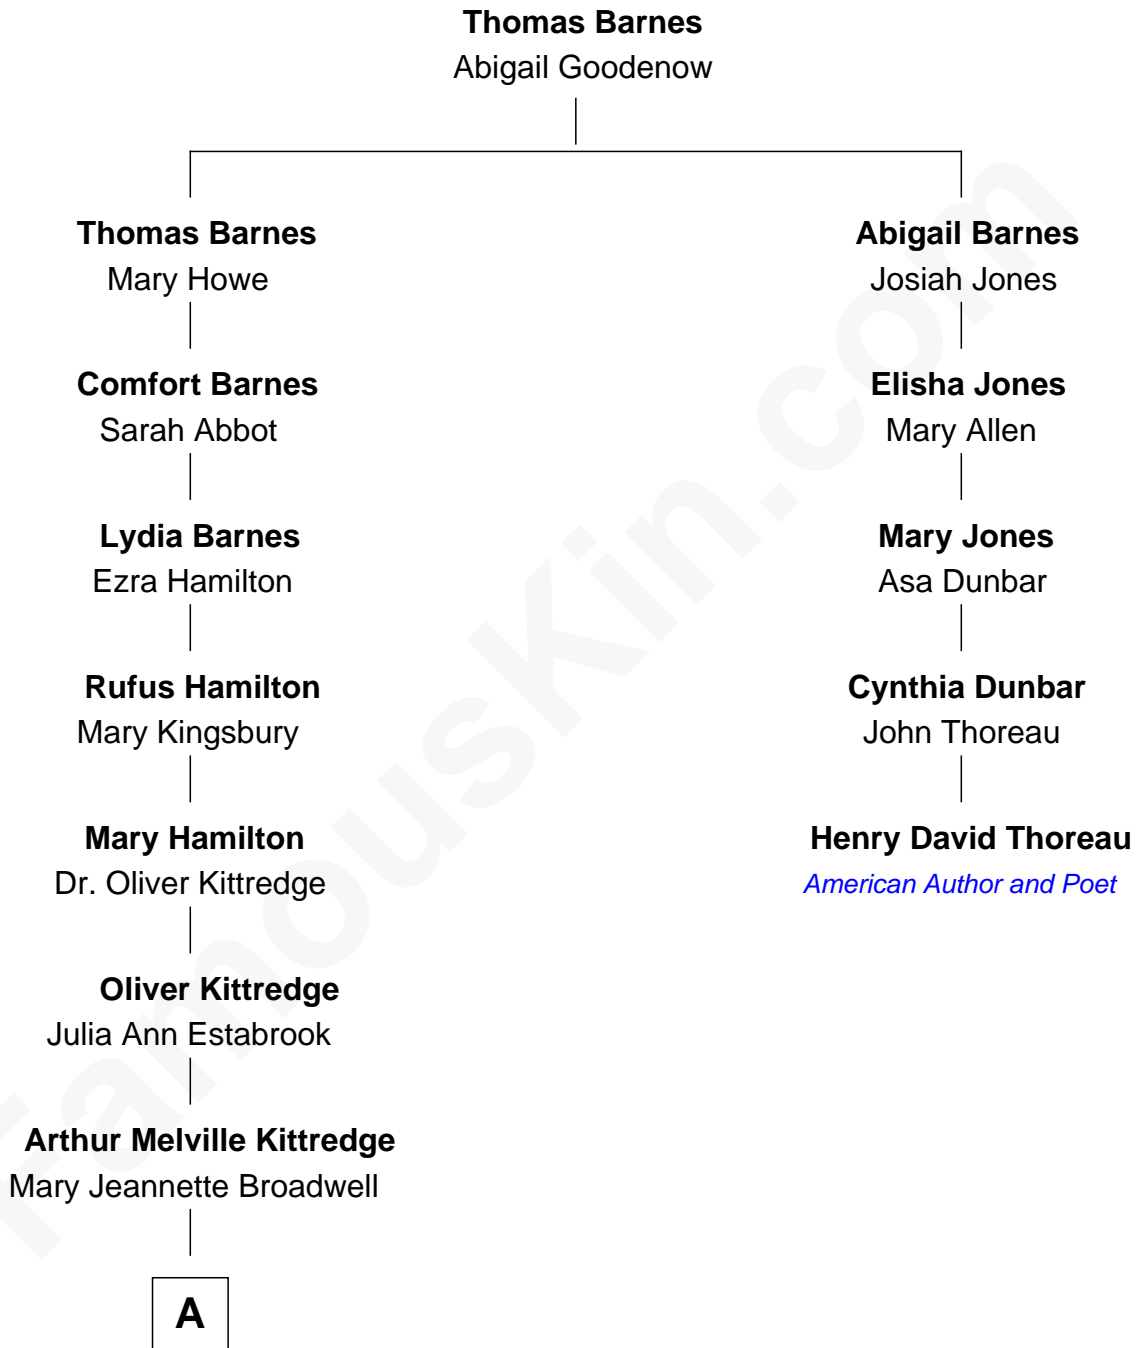 Thomas Barnes
Abigail Goodenow
Thomas Barnes
Mary Howe
Abigail Barnes
Josiah Jones
Comfort Barnes
Sarah Abbot
Elisha Jones
Mary Allen
Lydia Barnes
Ezra Hamilton
Mary Jones
Asa Dunbar
Rufus Hamilton
Mary Kingsbury
Cynthia Dunbar
John Thoreau
Mary Hamilton
Dr. Oliver Kittredge
Henry David Thoreau
American Author and Poet
Oliver Kittredge
Julia Ann Estabrook
Arthur Melville Kittredge
Mary Jeannette Broadwell
A
FamousKin.com